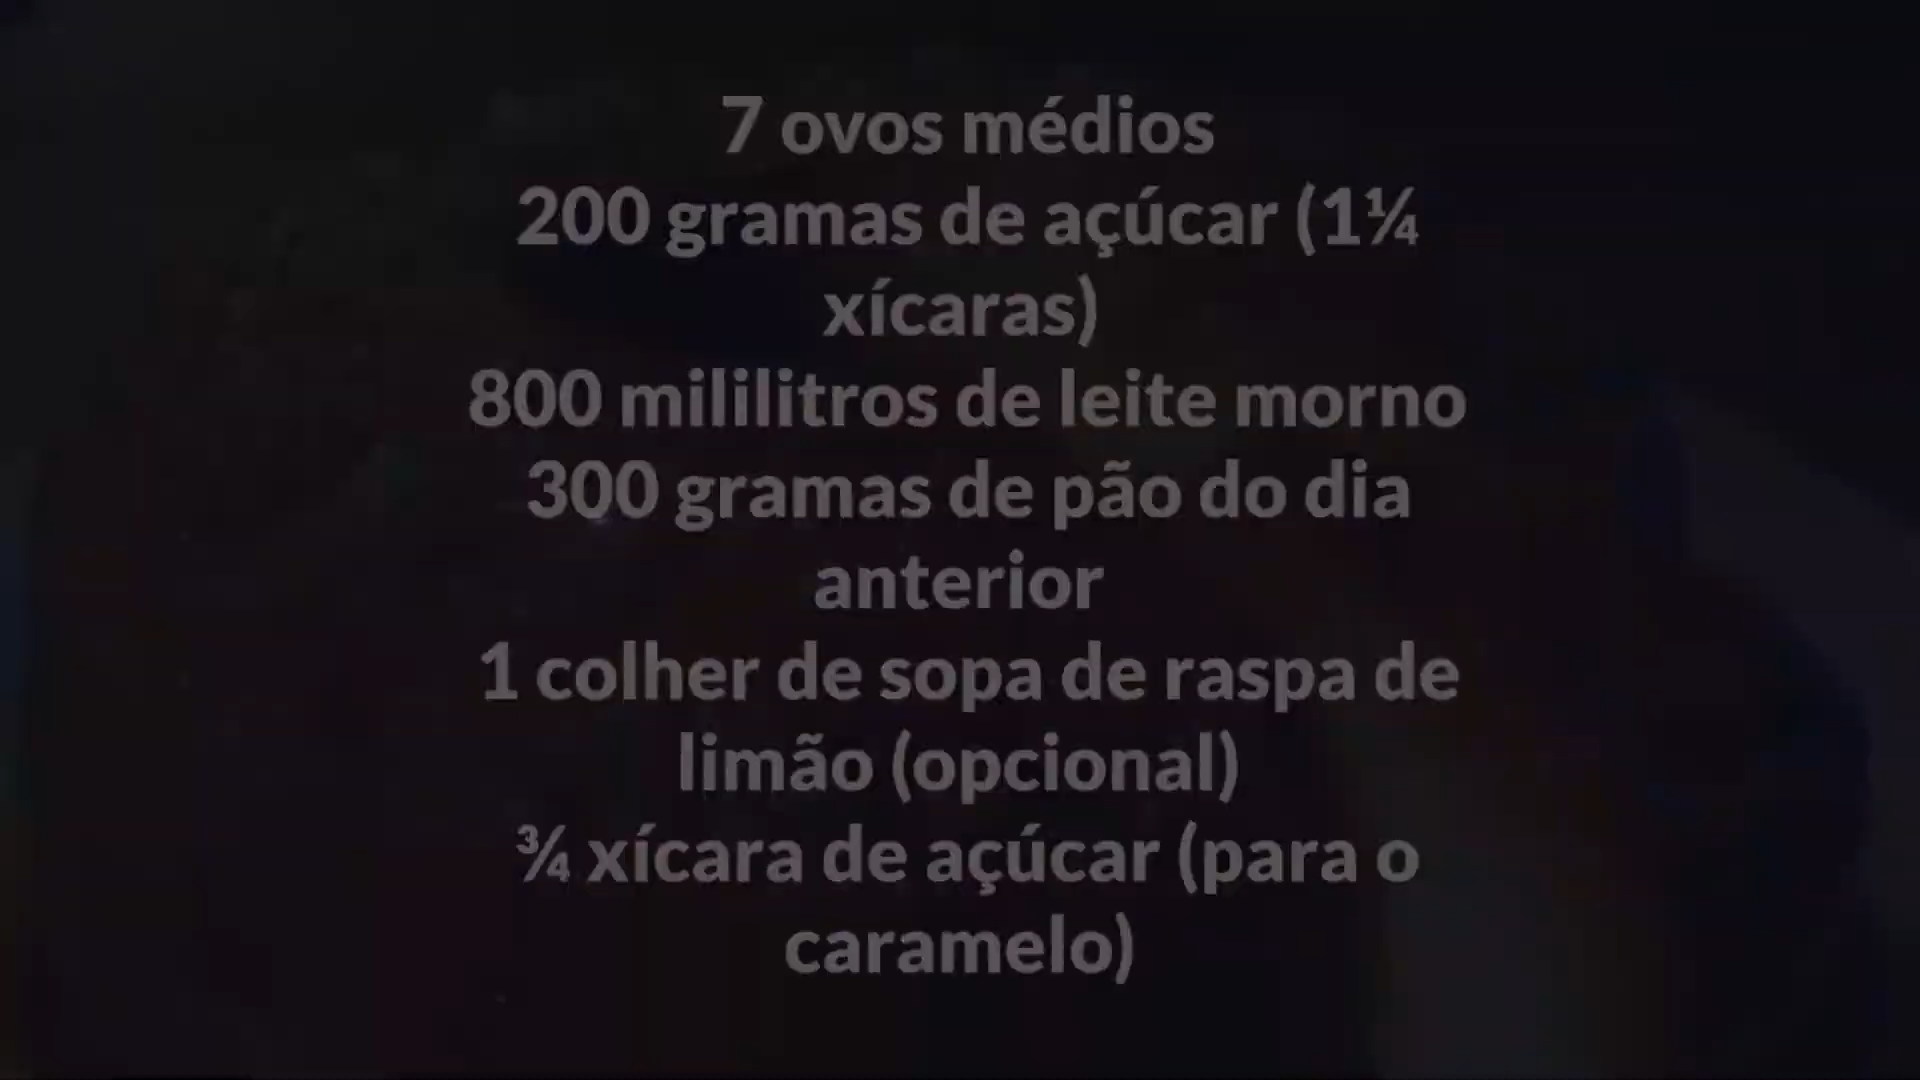 7 ovos médios
200 gramas de açúcar (1¼
xícaras)
800 mililitros de leite morno
300 gramas de pão do dia
anterior
1 colher de sopa de raspa de
limão (opcional)
¾ xícara de açúcar (para o
caramelo)